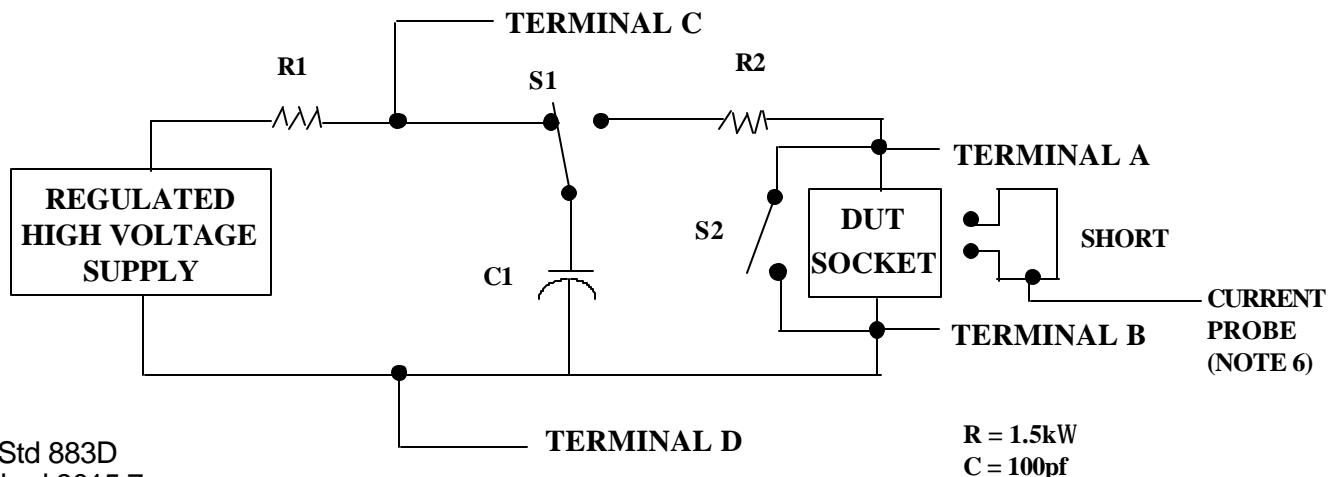 TERMINAL C
R1
S1
R2
TERMINAL A
REGULATED
HIGH VOLTAGE
SUPPLY
S2
DUT
SOCKET
SHORT
C1
CURRENT
PROBE
(NOTE 6)
TERMINAL B
TERMINAL D
R = 1.5kW
C = 100pf
Std 883D